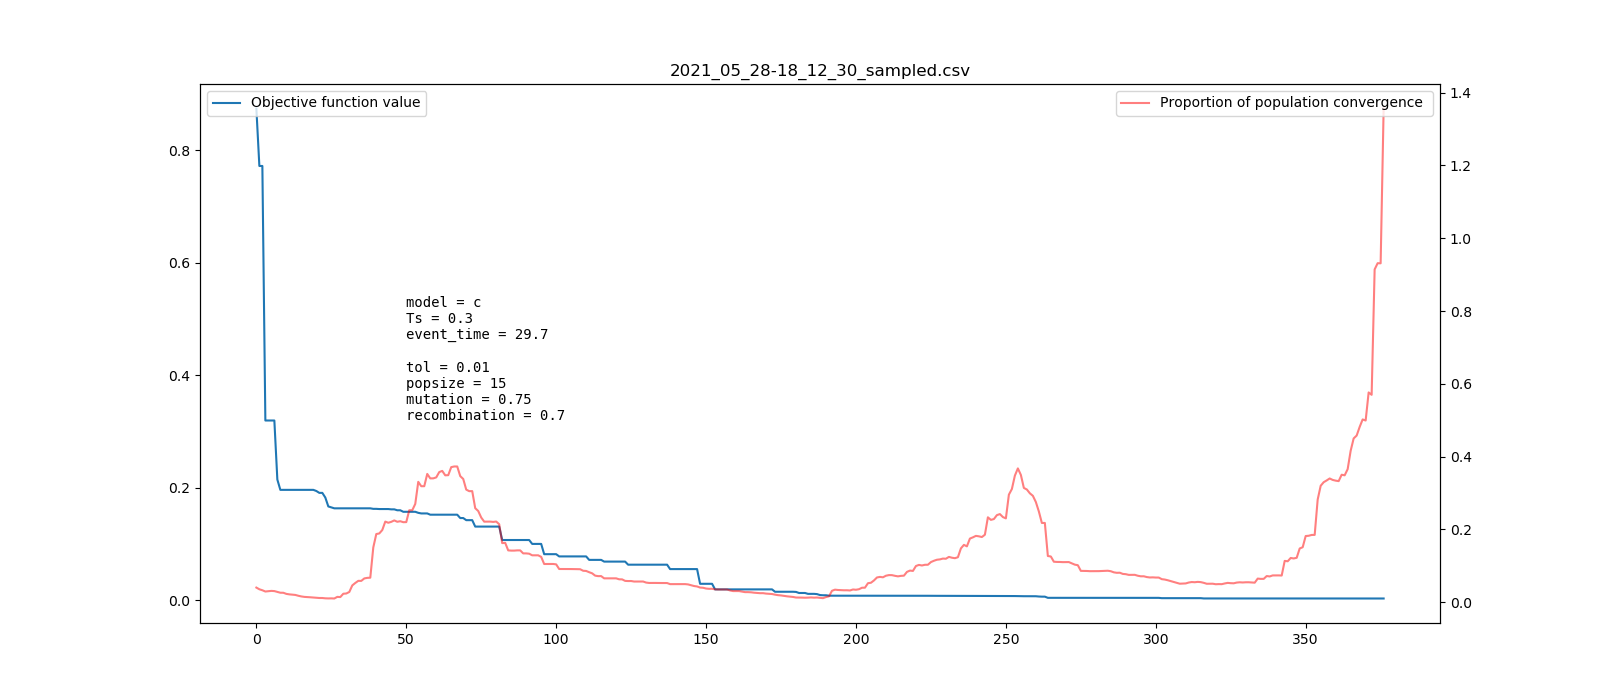 2021_05_28-18_12_30_sampled.csv
Objective function value
Proportion of population convergence
1.4
0.8
1.2
1.0
0.6
model = c
Ts = 0.3
event_time = 29.7
0.8
tol = 0.01
0.4
popsize = 15
0.6
mutation = 0.75
recombination = 0.7
0.4
0.2
0.2
0.0
0.0
0
50
100
150
200
250
300
350